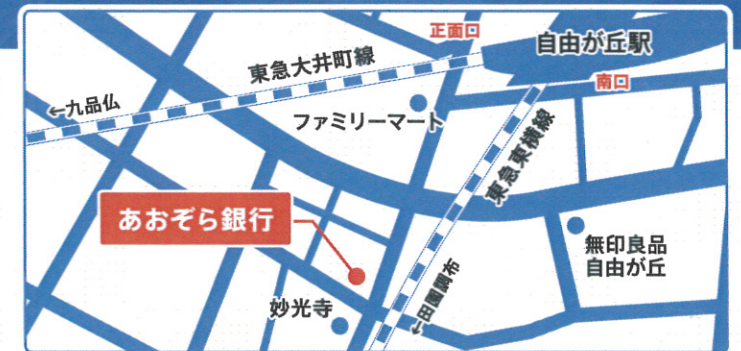 正面口
自由が丘駅
東急大井町線
南口
←九品仏
ファミリーマート
東急東横線
あおぞら銀行
無印良品
自由が丘
←田園調布
妙光寺